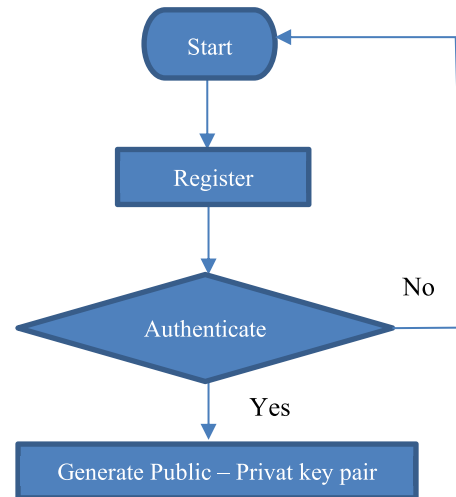 Start
Register
No
Authenticate
Yes
Generate Public – Privat key pair